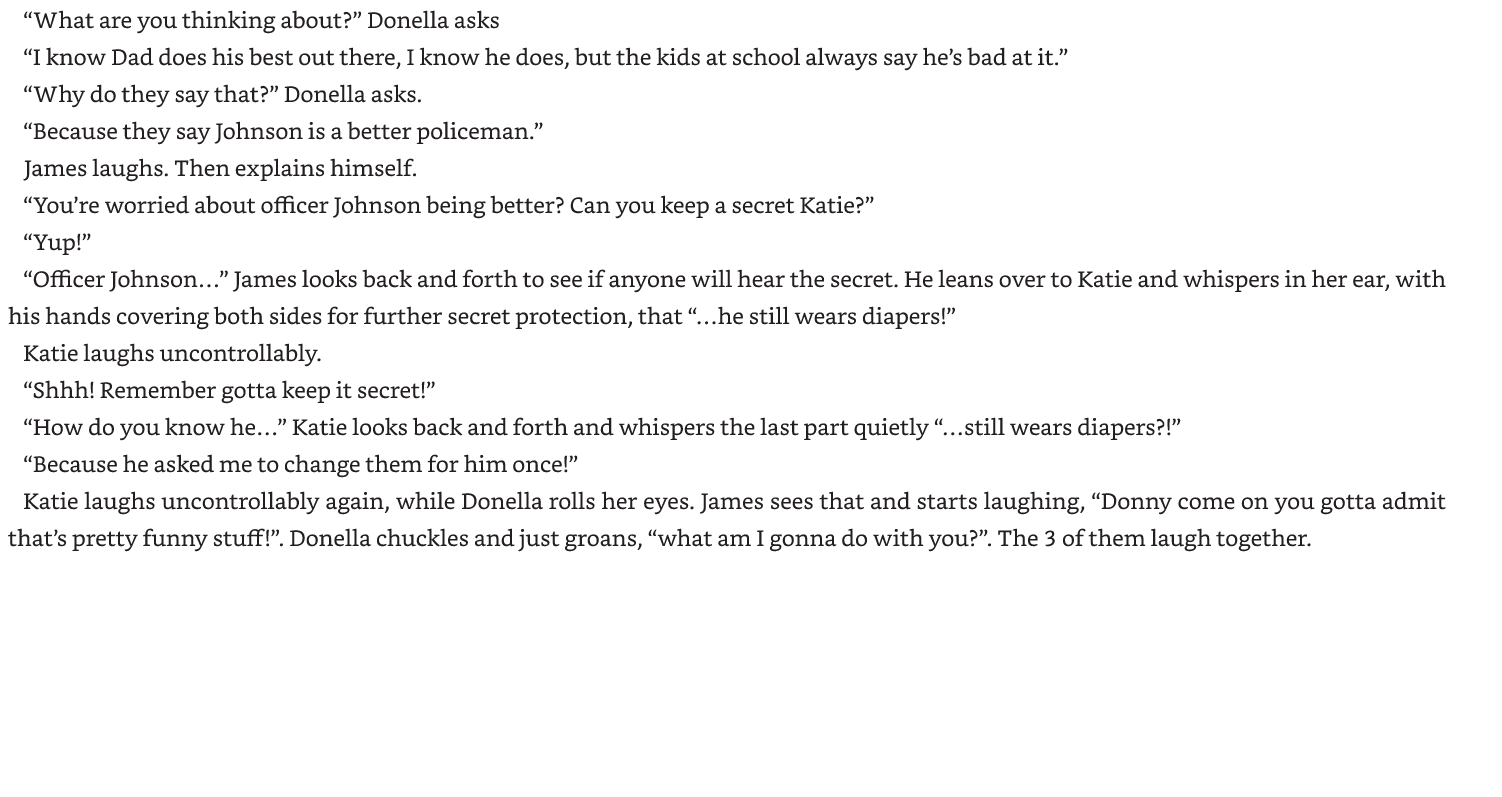 “What are you thinking about?” Donella asks
“I know Dad does his best out there, I know he does, but the kids at school always say he’s bad at it.”
“Why do they say that?” Donella asks.
“Because they say Johnson is a better policeman.”
James laughs. Then explains himself.
“You’re worried about officer Johnson being better? Can you keep a secret Katie?”
“Yup!”
“Officer Johnson…” James looks back and forth to see if anyone will hear the secret. He leans over to Katie and whispers in her ear, with
his hands covering both sides for further secret protection, that “…he still wears diapers!”
Katie laughs uncontrollably.
“Shhh! Remember gotta keep it secret!”
“How do you know he…” Katie looks back and forth and whispers the last part quietly “…still wears diapers?!”
“Because he asked me to change them for him once!”
Katie laughs uncontrollably again, while Donella rolls her eyes. James sees that and starts laughing, “Donny come on you gotta admit
that’s pretty funny stuff!”. Donella chuckles and just groans, “what am I gonna do with you?”. The 3 of them laugh together.